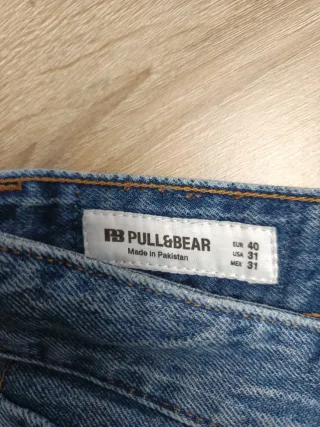 PB PULL&BEAR
Made in Pakistan
EUR 40
USA 31
MEX 31